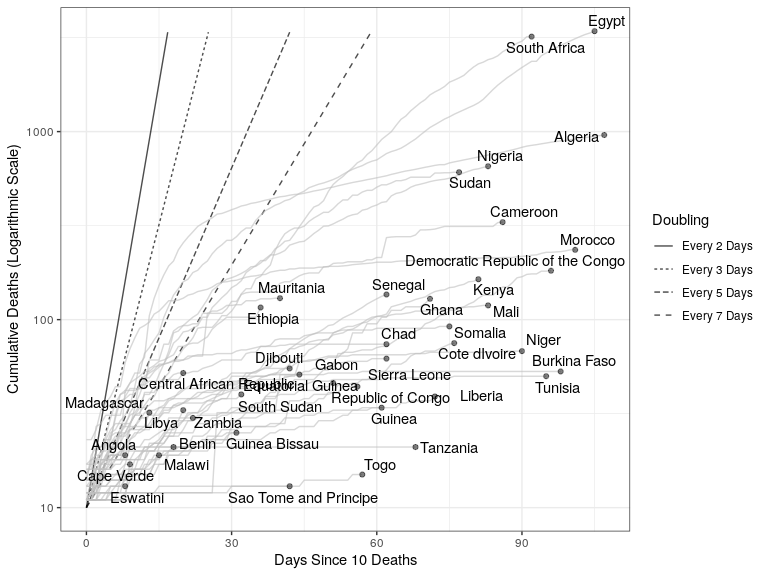 Egypt
South Africa
1000
Algeria
Nigeria
Sudan
Cameroon
Morocco
Democratic Republic of the Congo
Mauritania
Senegal
Kenya
Ethiopia
Ghana
Mali
100
Chad
Somalia
Niger
Djibouti
Gabon
Cote dIvoire
Burkina Faso
Central African Republic
Equatorial Guinea
Sierra Leone
Tunisia
Madagascar
South Sudan
Republic of Congo
Liberia
Libya
Zambia
Guinea
Angola
Benin
Guinea Bissau
Tanzania
Cape Verde
Malawi
Togo
Eswatini
Sao Tome and Principe
10
0
30
60
90
Days Since 10 Deaths
Cumulative Deaths (Logarithmic Scale)
Doubling
Every 2 Days
Every 3 Days
Every 5 Days
Every 7 Days